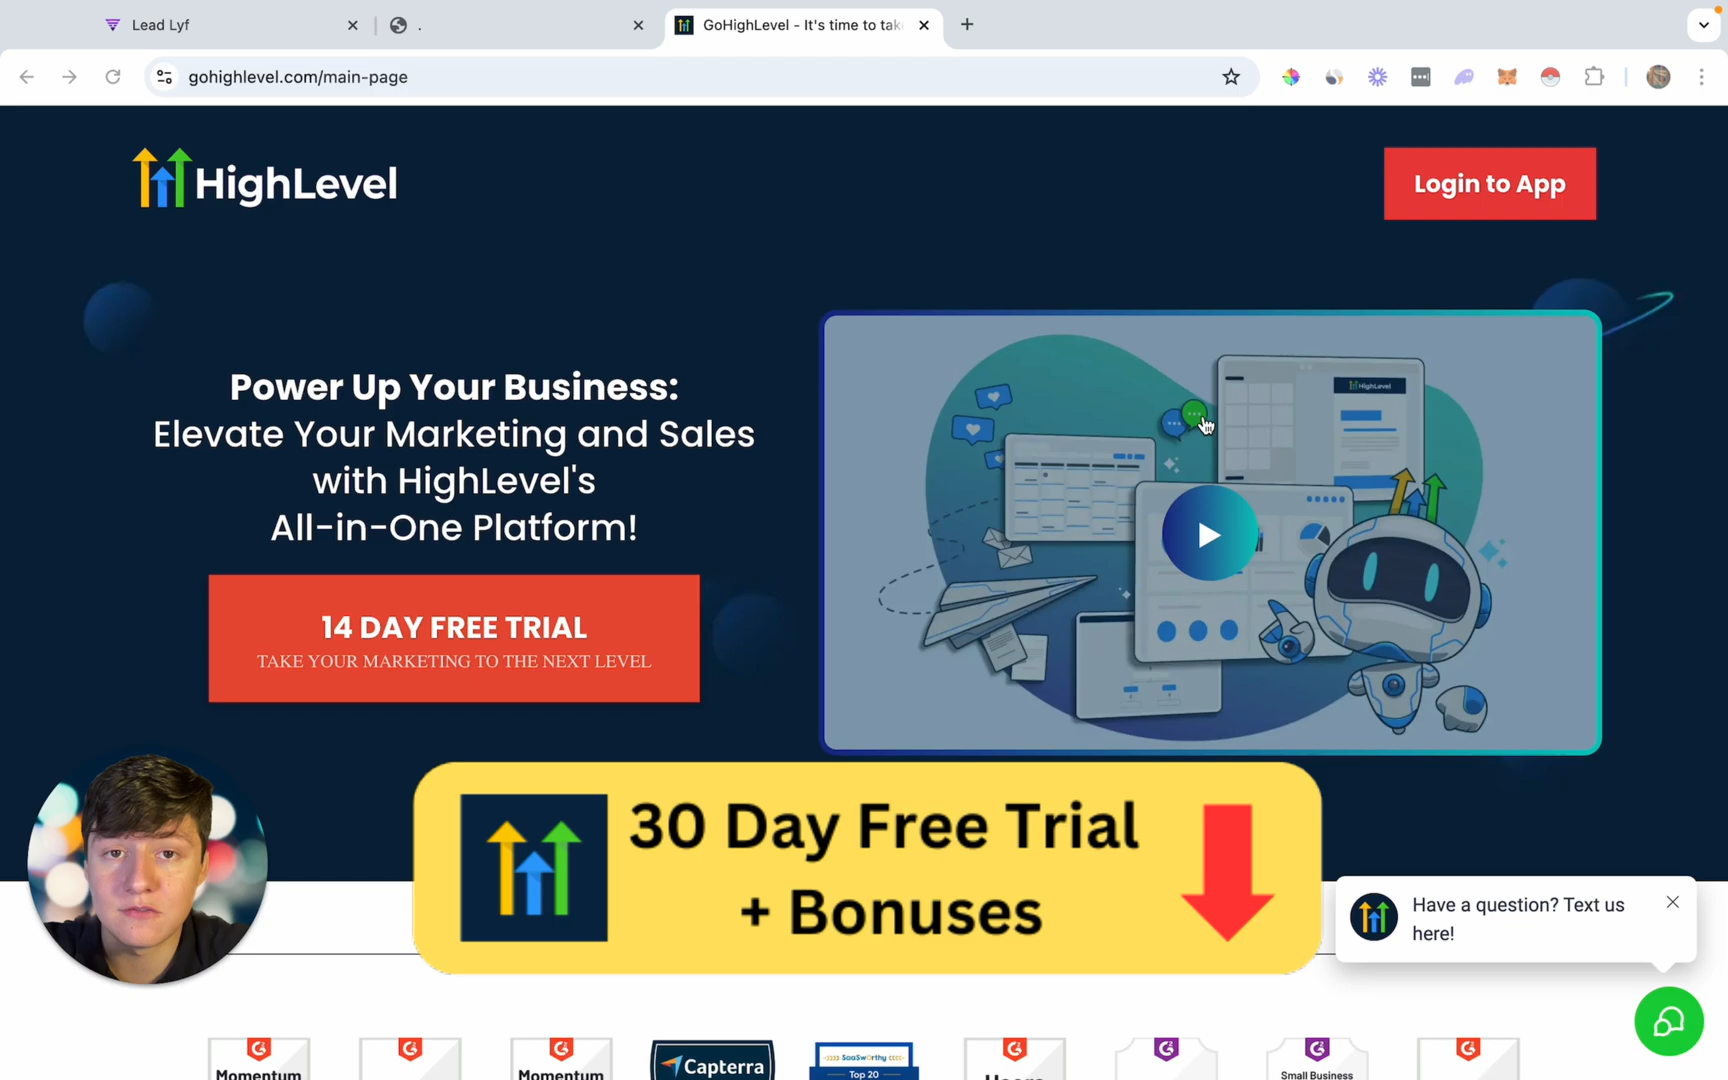 Lead Lyf
.
GoHighLevel - It's time to take
gohighlevel.com/main-page
HighLevel
Login to App
Power Up Your Business:
Elevate Your Marketing and Sales
with HighLevel's
All-in-One Platform!
14 DAY FREE TRIAL
TAKE YOUR MARKETING TO THE NEXT LEVEL
HighLevel
30 Day Free Trial
+ Bonuses
Have a question? Text us
here!
Momentum
Momentum
Capterra
SaaSworthy
Top 20
Small Business